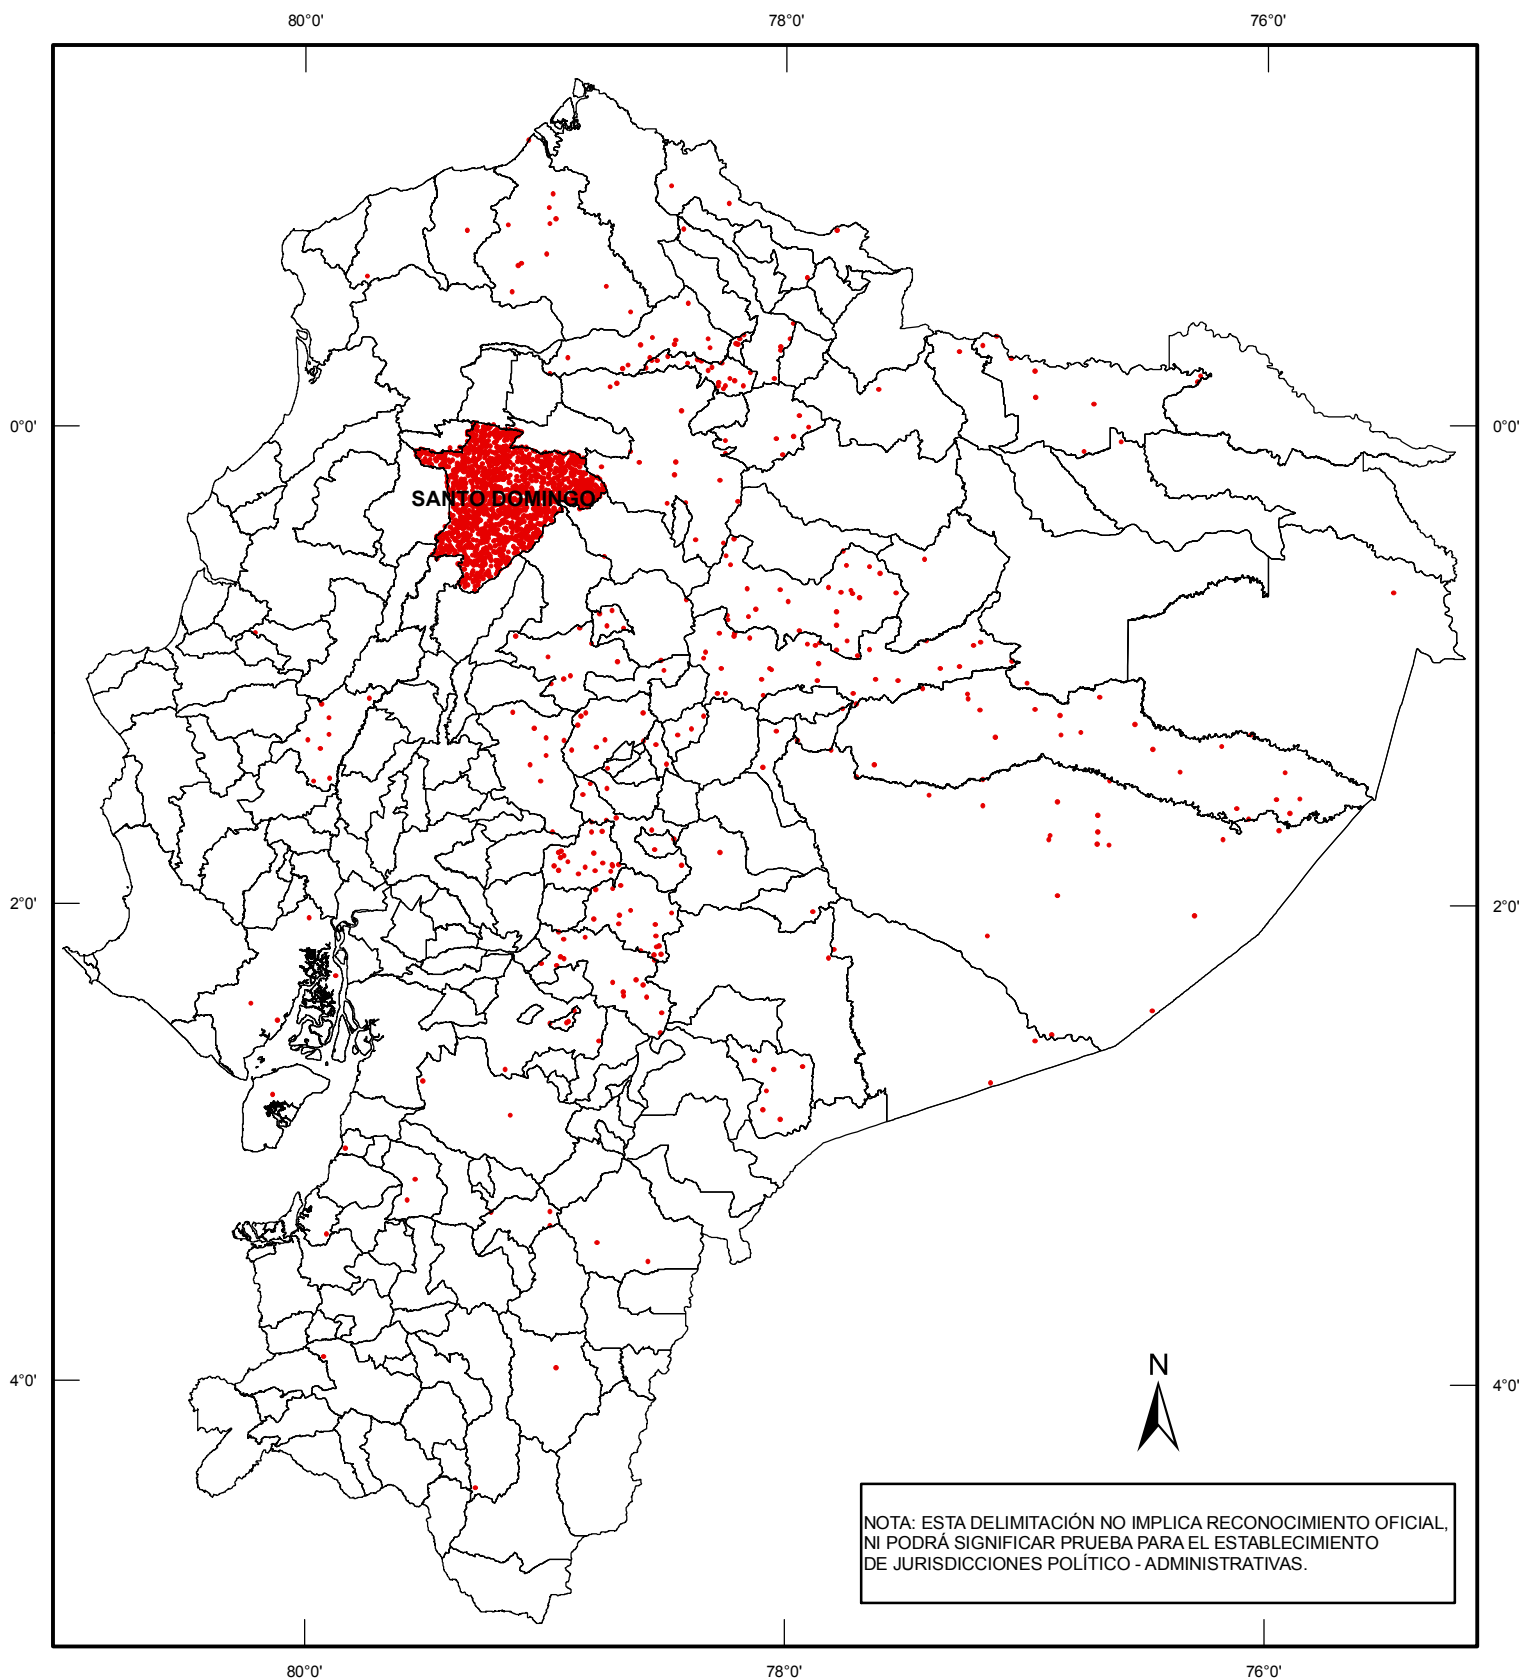 80°0'
78°0'
76°0'
0°0'
0°0'
SANTO DOMINGO
2°0'
2°0'
4°0'
4°0'
N
NOTA: ESTA DELIMITACIÓN NO IMPLICA RECONOCIMIENTO OFICIAL,
NI PODRÁ SIGNIFICAR PRUEBA PARA EL ESTABLECIMIENTO
DE JURISDICCIONES POLÍTICO - ADMINISTRATIVAS.
80°0'
78°0'
76°0'